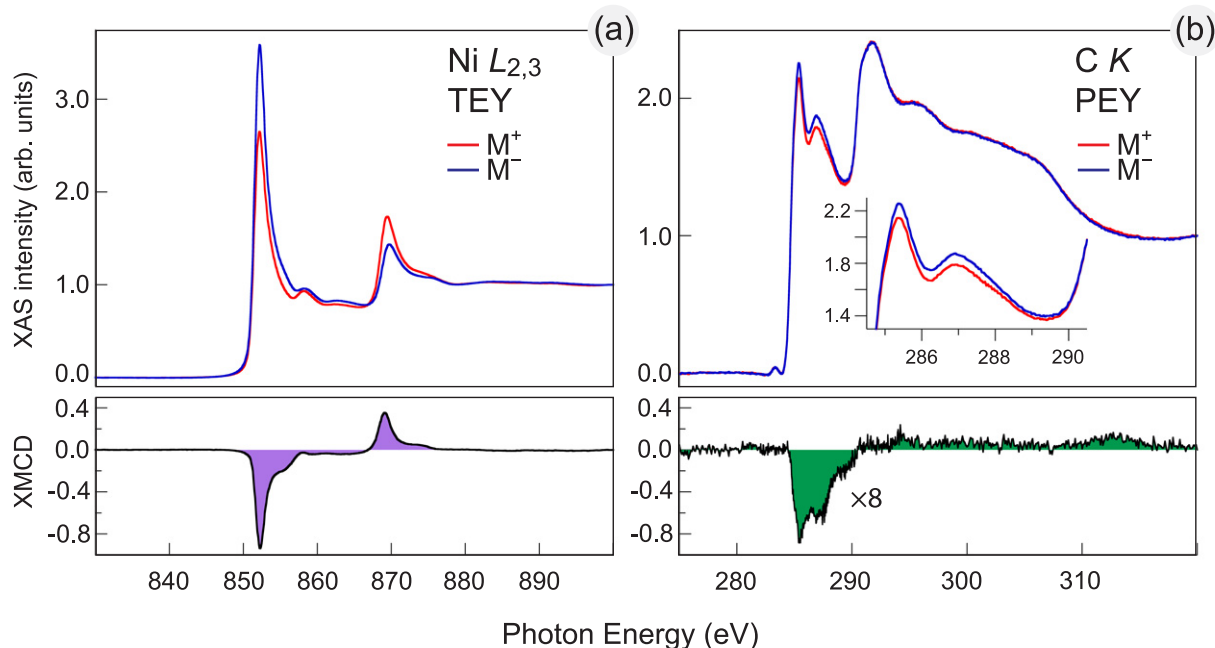 (a)
Ni L2,3
TEY
M+
M−
XAS intensity (arb. units)
3.0
2.0
1.0
0.0
(b)
C K
PEY
M+
M−
2.0
1.0
0.0
2.2
1.8
1.4
286 288 290
XMCD
0.4
0.0
-0.4
-0.8
840 850 860 870 880 890
0.4
0.0
-0.4
-0.8
×8
280 290 300 310
Photon Energy (eV)